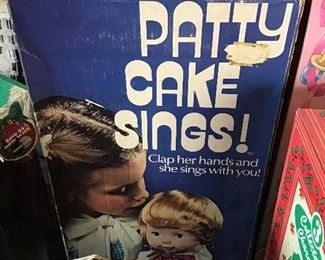 PATTY
CAKE
SINGS!
Clap her hands and
she sings with you!